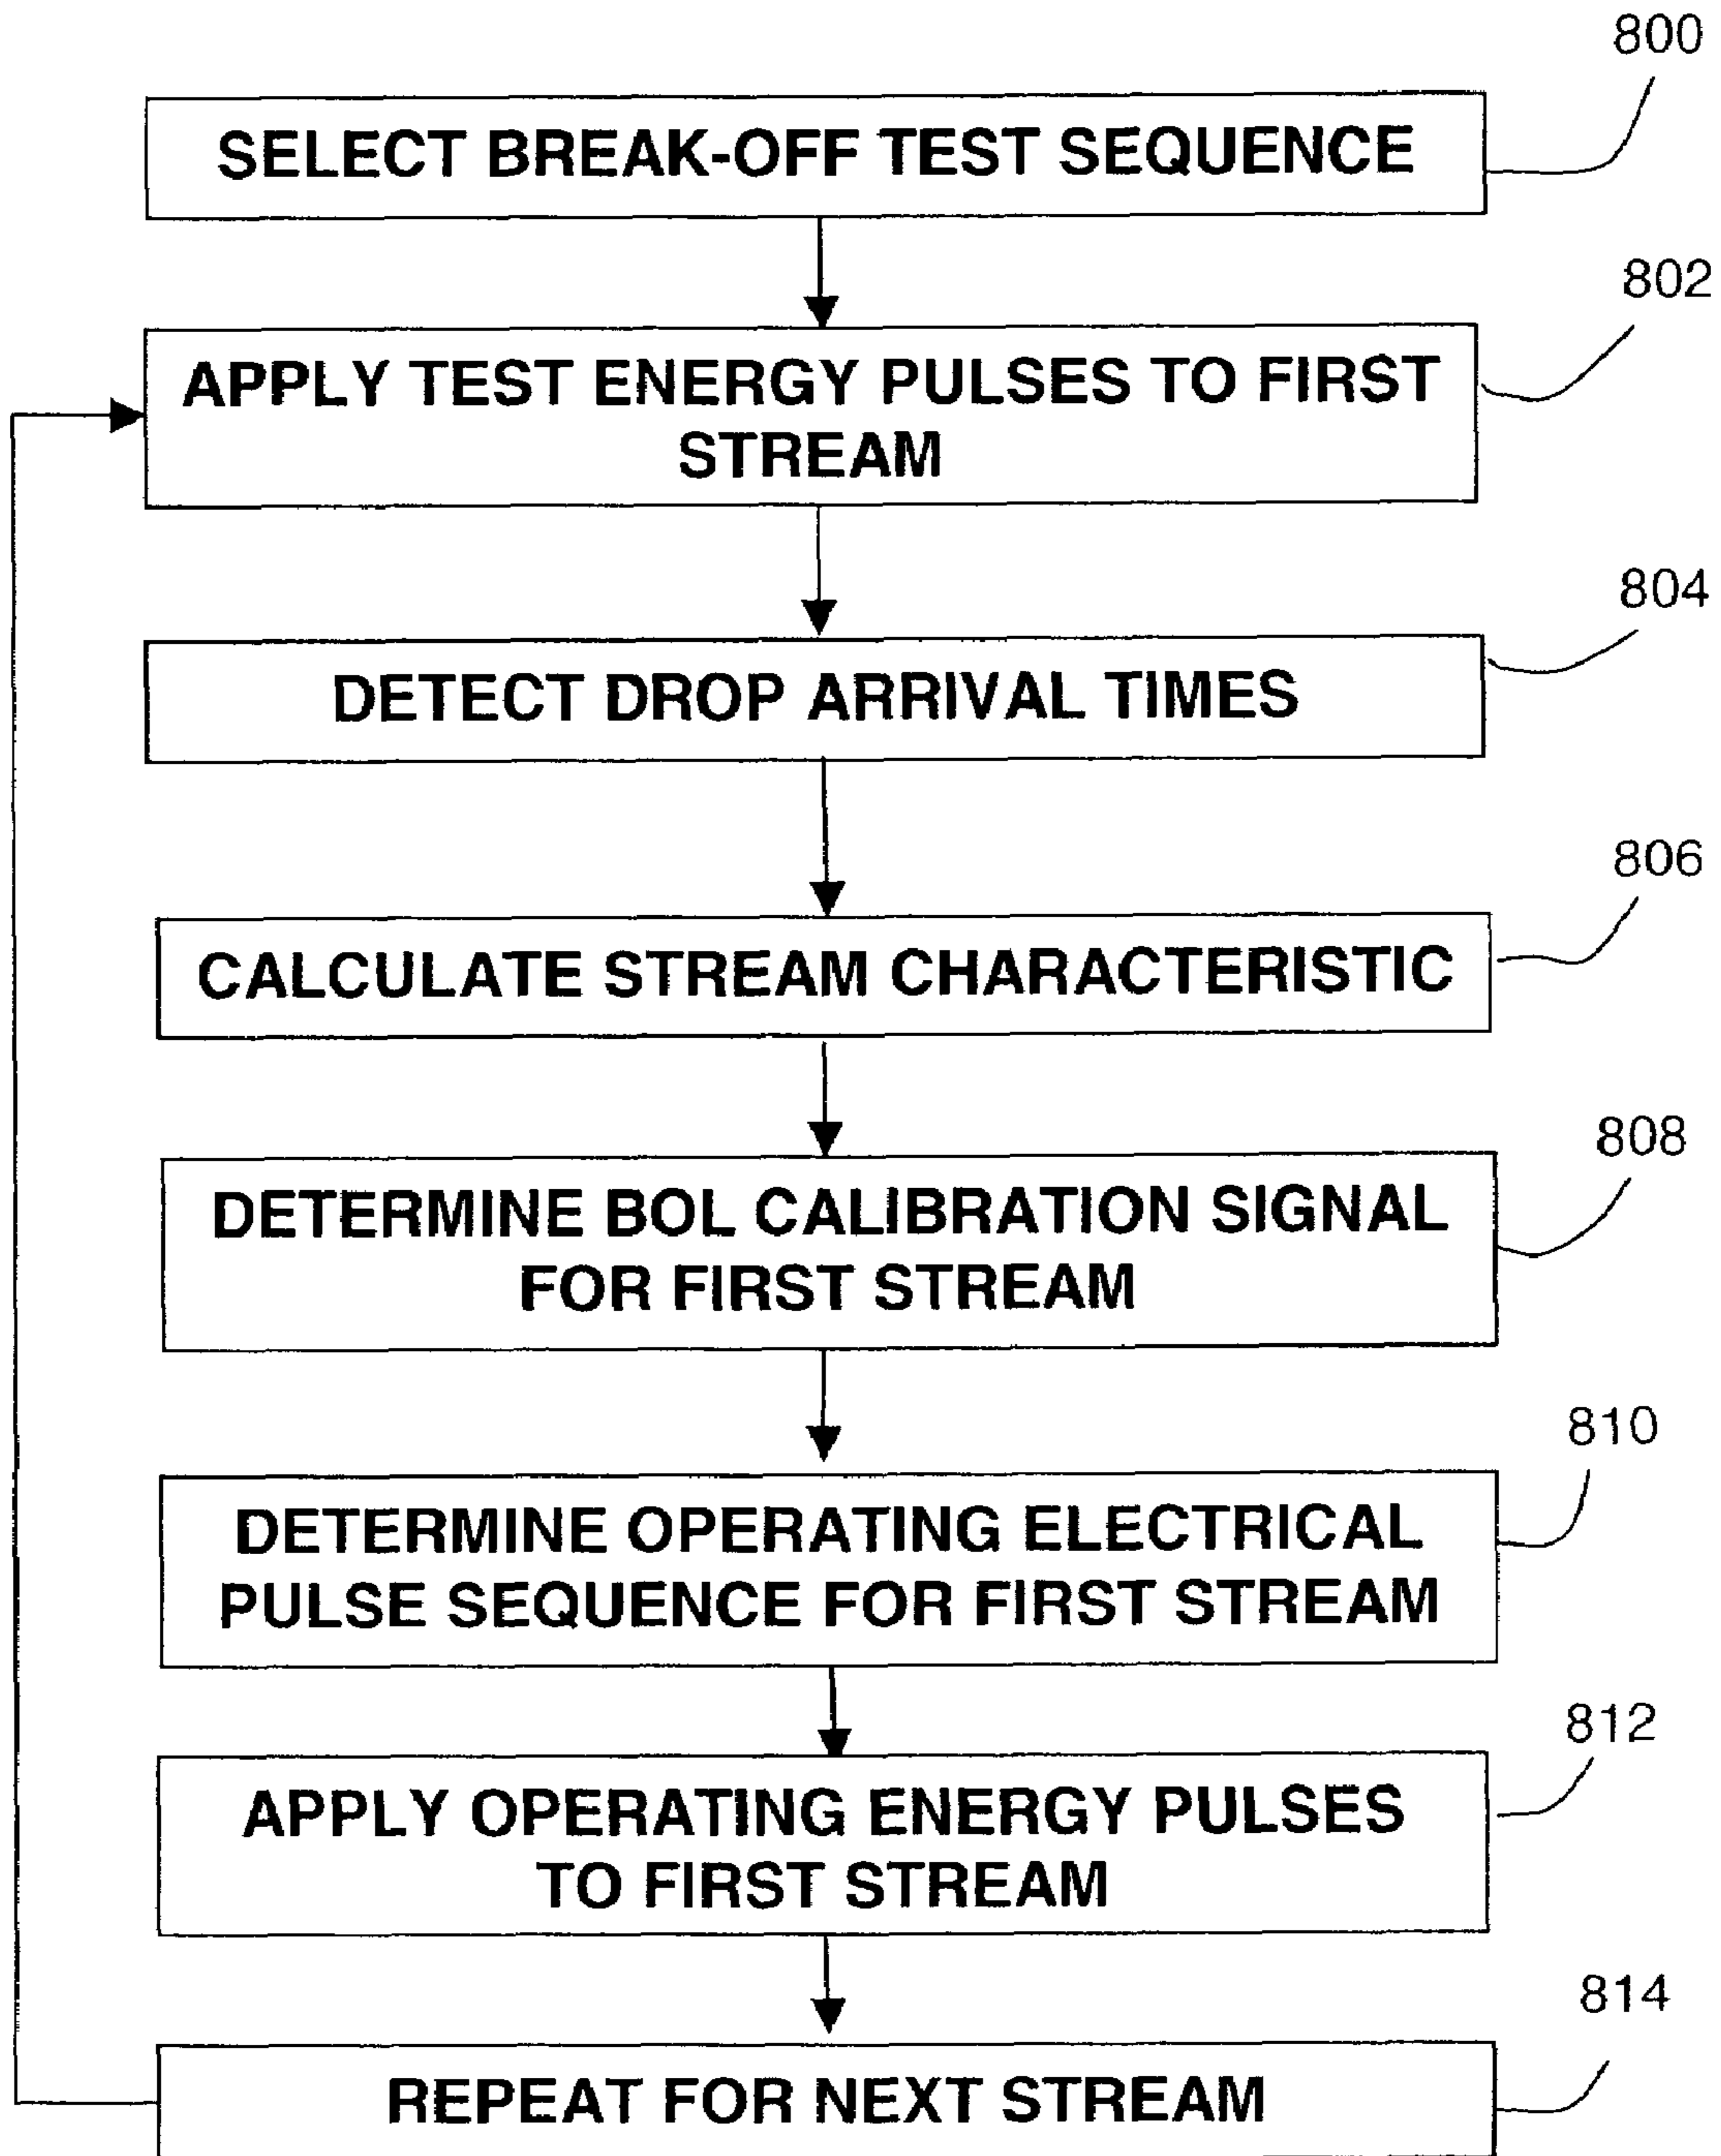 800
SELECT BREAK-OFF TEST SEQUENCE
802
APPLY TEST ENERGY PULSES TO FIRST
STREAM
804
DETECT DROP ARRIVAL TIMES
806
CALCULATE STREAM CHARACTERISTIC
808
DETERMINE BOL CALIBRATION SIGNAL
FOR FIRST STREAM
810
DETERMINE OPERATING ELECTRICAL
PULSE SEQUENCE FOR FIRST STREAM
812
APPLY OPERATING ENERGY PULSES
TO FIRST STREAM
814
REPEAT FOR NEXT STREAM